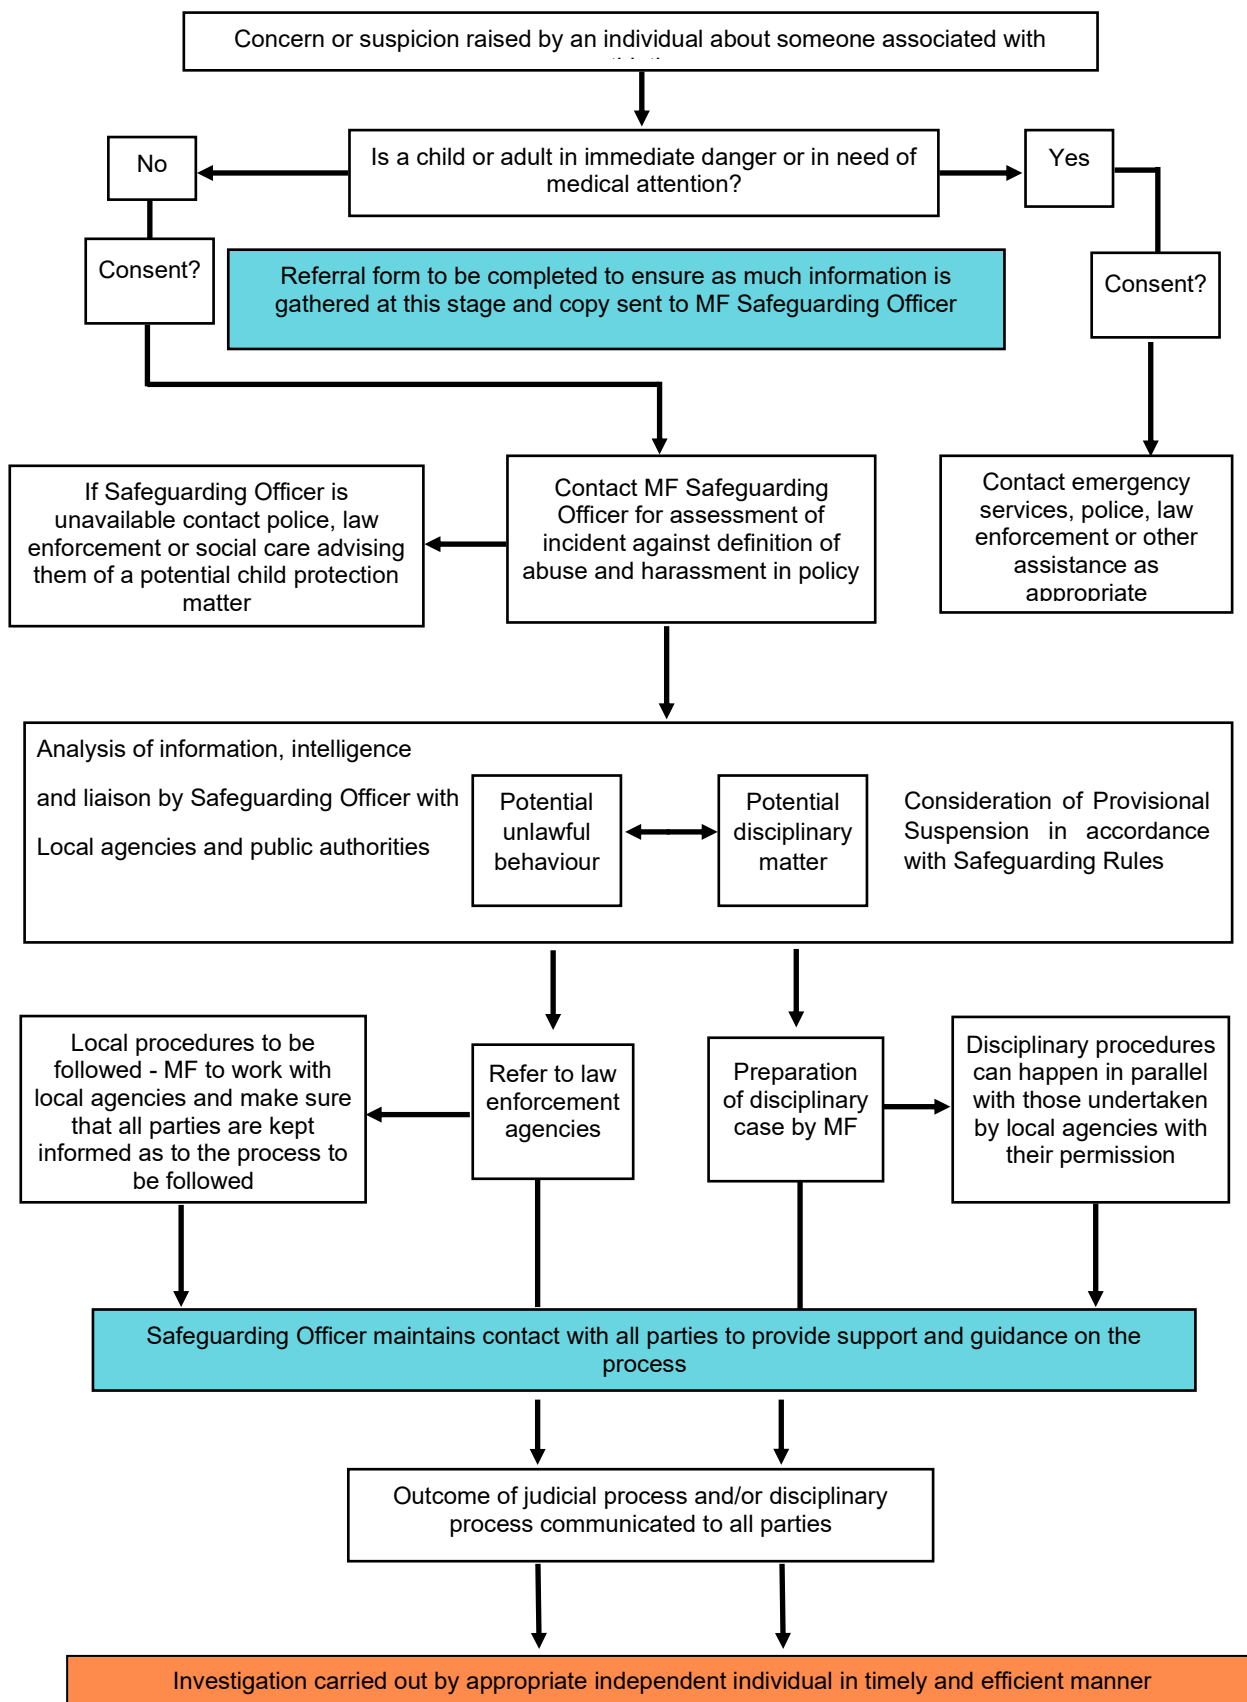 Concern or suspicion raised by an individual about someone associated with
Is a child or adult in immediate danger or in need of
medical attention?
No
Yes
Consent?
Referral form to be completed to ensure as much information is
gathered at this stage and copy sent to MF Safeguarding Officer
Consent?
If Safeguarding Officer is
unavailable contact police, law
enforcement or social care advising
them of a potential child protection
matter
Contact MF Safeguarding
Officer for assessment of
incident against definition of
abuse and harassment in policy
Contact emergency
services, police, law
enforcement or other
assistance as
appropriate
Analysis of information, intelligence
and liaison by Safeguarding Officer with
Local agencies and public authorities
Potential
unlawful
behaviour
Potential
disciplinary
matter
Consideration of Provisional
Suspension in accordance
with Safeguarding Rules
Local procedures to be
followed - MF to work with
local agencies and make sure
that all parties are kept
informed as to the process to
be followed
Refer to law
enforcement
agencies
Preparation
of disciplinary
case by MF
Disciplinary procedures
can happen in parallel
with those undertaken
by local agencies with
their permission
Safeguarding Officer maintains contact with all parties to provide support and guidance on the
process
Outcome of judicial process and/or disciplinary
process communicated to all parties
Investigation carried out by appropriate independent individual in timely and efficient manner